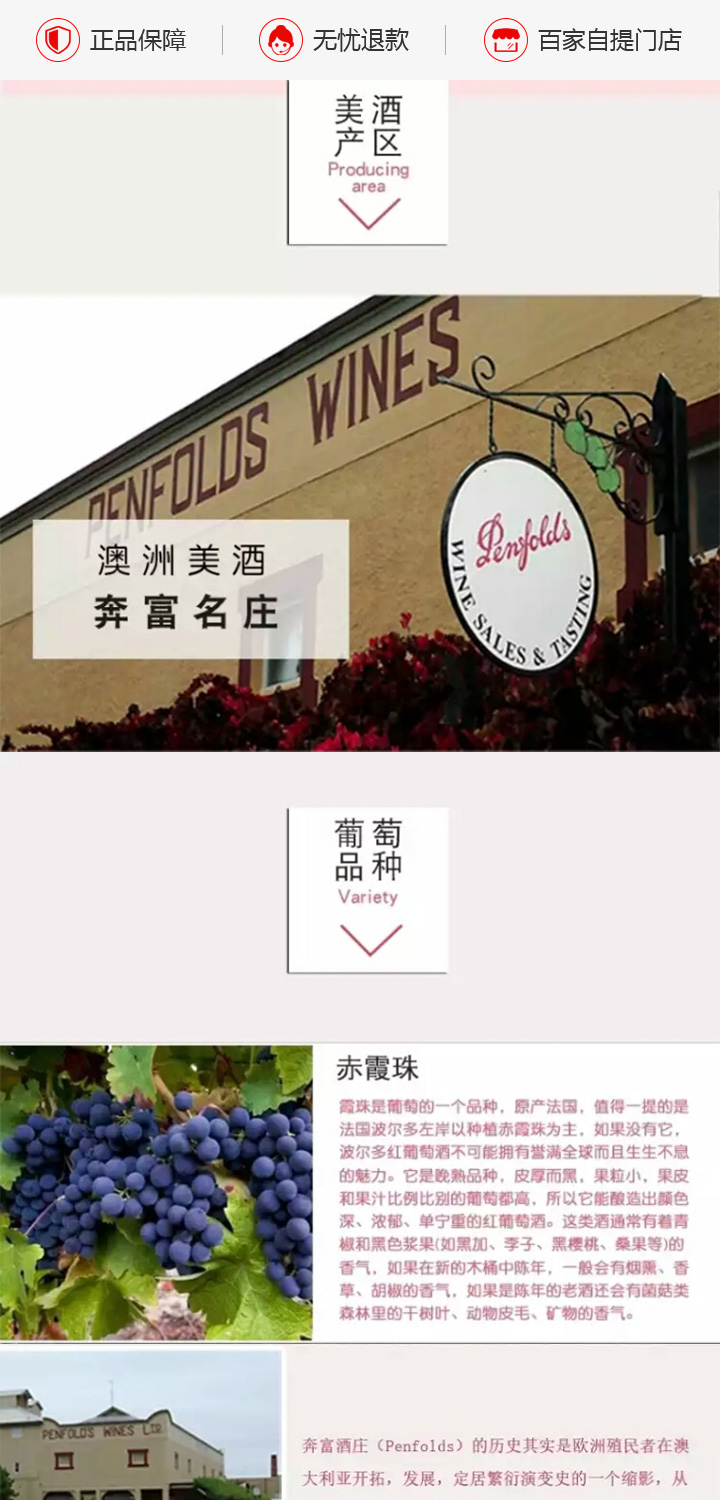 正品保障
无忧退款
百家自提门店
美酒
产区
Producing
area
PENFOLDS WINES
Penfolds
WINE SALES & TASTING
澳洲美酒
奔富名庄
葡萄
品种
Variety
赤霞珠
霞珠是葡萄的一个品种，原产法国，值得一提的是
法国波尔多左岸以种植赤霞珠为主，如果没有它，
波尔多红葡萄酒不可能拥有誉满全球而且生生不息
的魅力。它是晚熟品种，皮厚而黑，果粒小，果皮
和果汁比例比别的葡萄都高，所以它能酿造出颜色
深、浓郁、单宁重的红葡萄酒。这类酒通常有着青
椒和黑色浆果(如黑加、李子、黑樱桃、桑果等)的
香气，如果在新的木桶中陈年，一般会有烟熏、香
草、胡椒的香气，如果是陈年的老酒还会有菌菇类
森林里的干树叶、动物皮毛、矿物的香气。
PENFOLDS WINES LTD.
奔富酒庄（Penfolds）的历史其实是欧洲殖民者在澳
大利亚开拓，发展，定居繁衍演变史的一个缩影，从